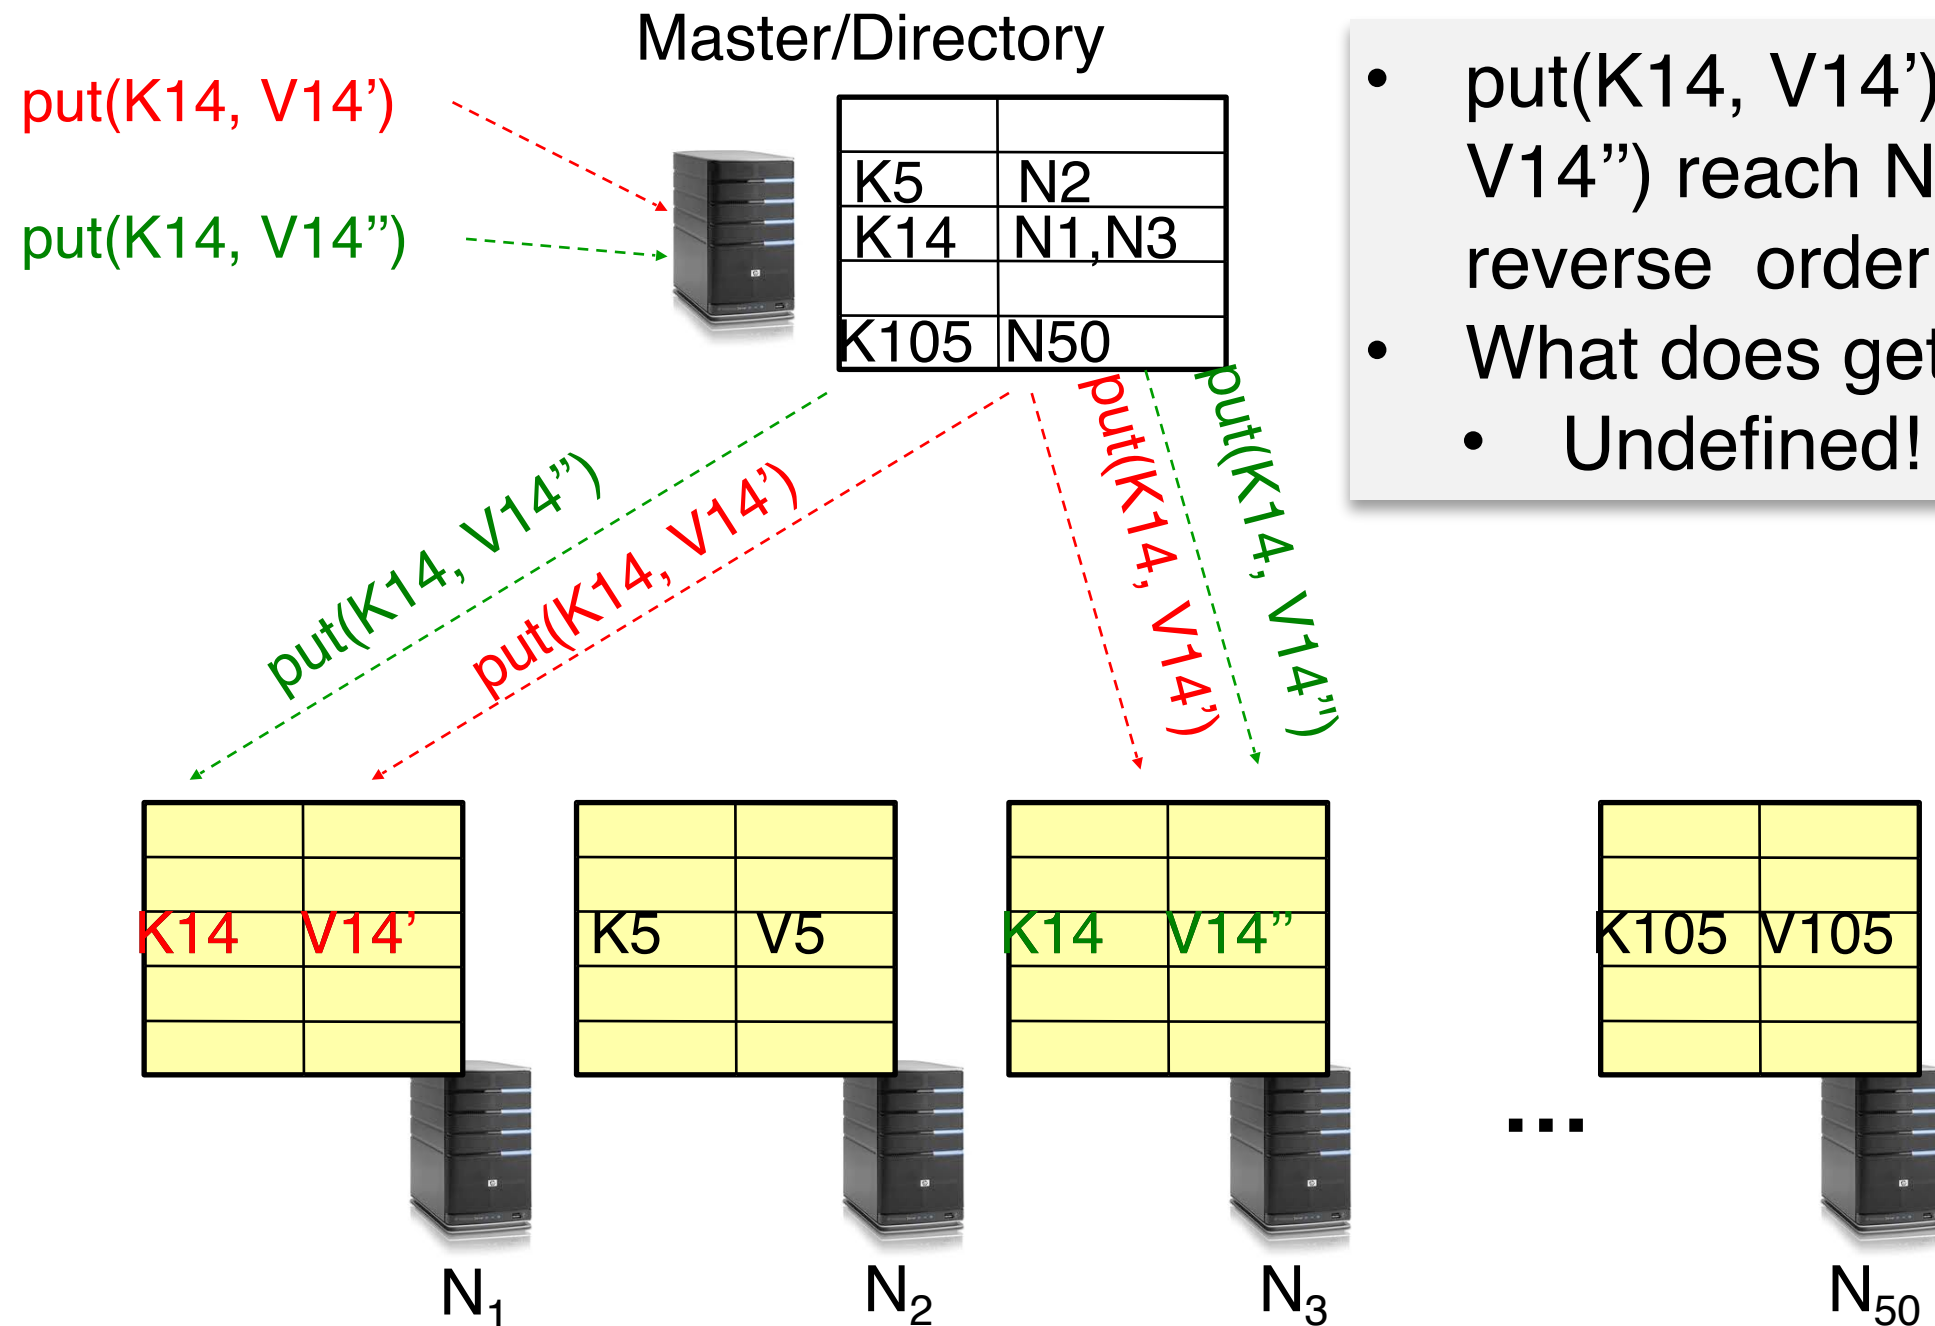 Master/Directory
put(K14, V14’)
put(K14, V14”)
K5 N2
K14 N1,N3
K105 N50
• put(K14, V14’)
V14”) reach N
reverse order
• What does get
• Undefined!
put(K14, V14”)
put(K14, V14’)
put(K14, V14’)
put(K14, V14")
K14 V14’
K5 V5
K14 V14”
K105 V105
...
N1
N2
N3
N50